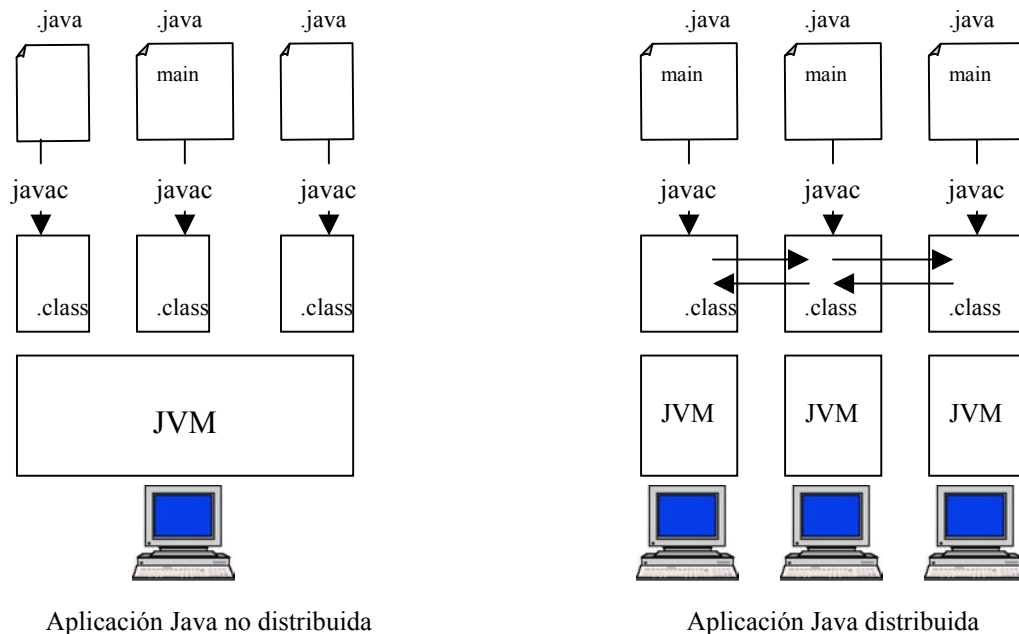 .java .java .java .java .java .java
main main main main
javac javac javac javac javac javac
.class .class .class .class .class .class
JVM JVM JVM JVM
Aplicación Java no distribuida Aplicación Java distribuida